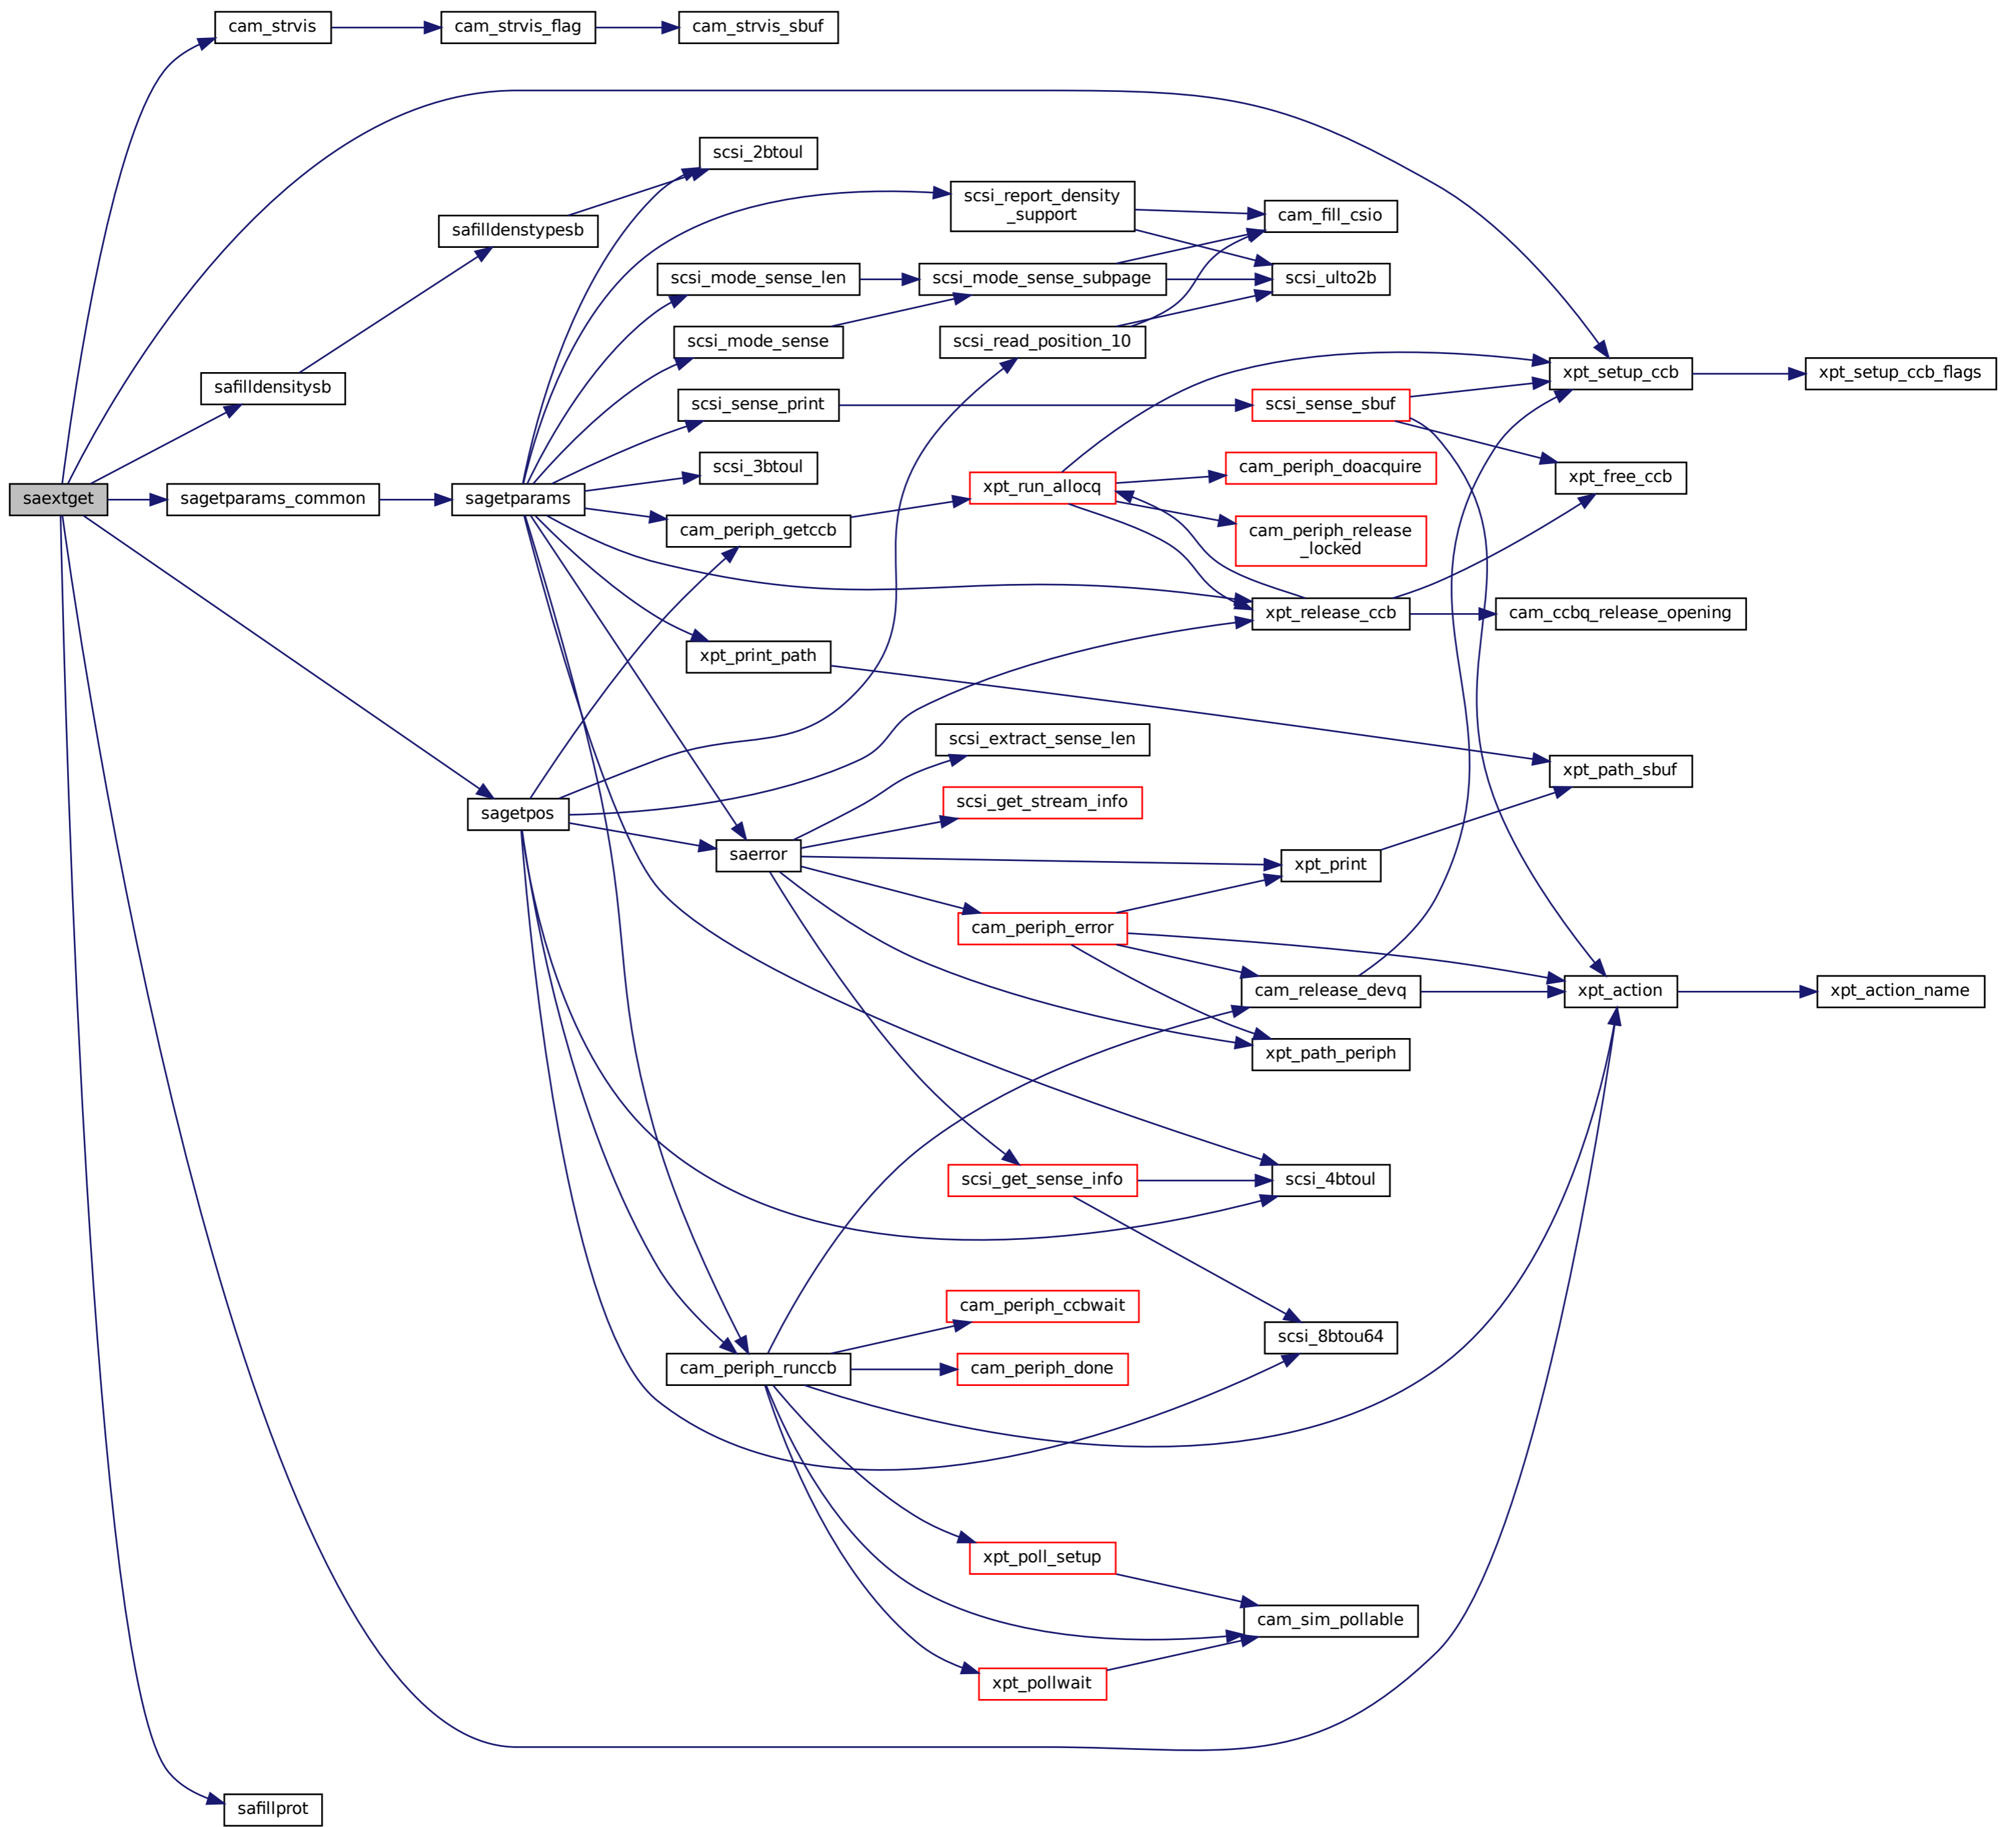 cam_strvis
cam_strvis_flag
cam_strvis_sbuf
scsi_2btoul
scsi_report_density
_support
cam_fill_csio
safilldenstypesb
scsi_mode_sense_len
scsi_mode_sense_subpage
scsi_ulto2b
scsi_mode_sense
scsi_read_position_10
xpt_setup_ccb
xpt_setup_ccb_flags
safilldensitysb
scsi_sense_print
scsi_sense_sbuf
scsi_3btoul
cam_periph_doacquire
xpt_free_ccb
saextget
sagetparams_common
sagetparams
xpt_run_allocq
cam_periph_getccb
cam_periph_release
_locked
xpt_release_ccb
cam_ccbq_release_opening
xpt_print_path
scsi_extract_sense_len
xpt_path_sbuf
scsi_get_stream_info
sagetpos
saerror
xpt_print
cam_periph_error
cam_release_devq
xpt_action
xpt_action_name
xpt_path_periph
scsi_get_sense_info
scsi_4btoul
cam_periph_ccbwait
scsi_8btou64
cam_periph_runccb
cam_periph_done
xpt_poll_setup
cam_sim_pollable
xpt_pollwait
safillprot